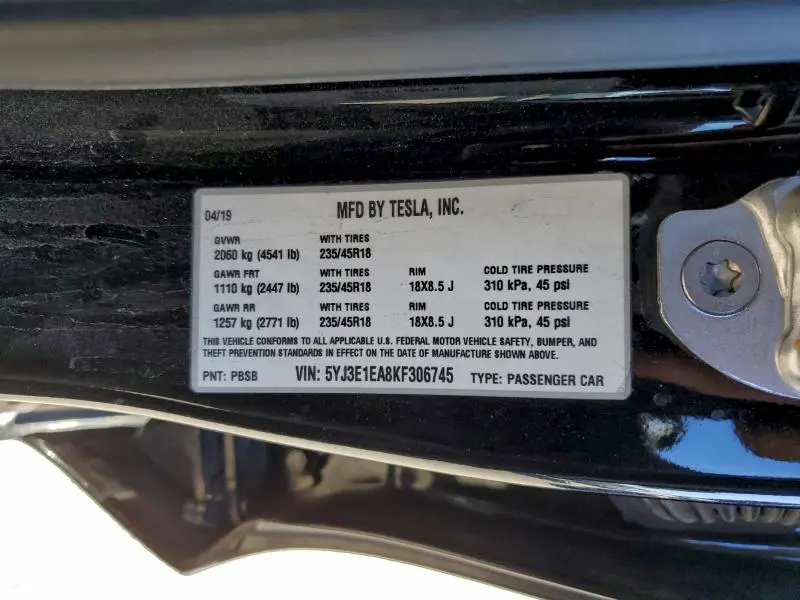 04/19 MFD BY TESLA, INC.
GVWR WITH TIRES
2060 kg (4541 lb) 235/45R18
GAWR FRT WITH TIRES RIM COLD TIRE PRESSURE
1110 kg (2447 lb) 235/45R18 18X8.5 J 310 kPa, 45 psi
GAWR RR WITH TIRES RIM COLD TIRE PRESSURE
1257 kg (2771 lb) 235/45R18 18X8.5 J 310 kPa, 45 psi
THIS VEHICLE CONFORMS TO ALL APPLICABLE U.S. FEDERAL MOTOR VEHICLE SAFETY, BUMPER, AND
THEFT PREVENTION STANDARDS IN EFFECT ON THE DATE OF MANUFACTURE SHOWN ABOVE.
PNT: PBSB VIN: 5YJ3E1EA8KF306745 TYPE: PASSENGER CAR